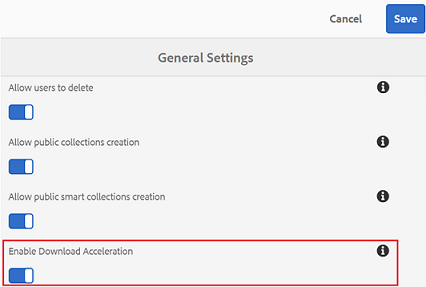 Cancel
Save
General Settings
Allow users to delete
Allow public collections creation
Allow public smart collections creation
Enable Download Acceleration